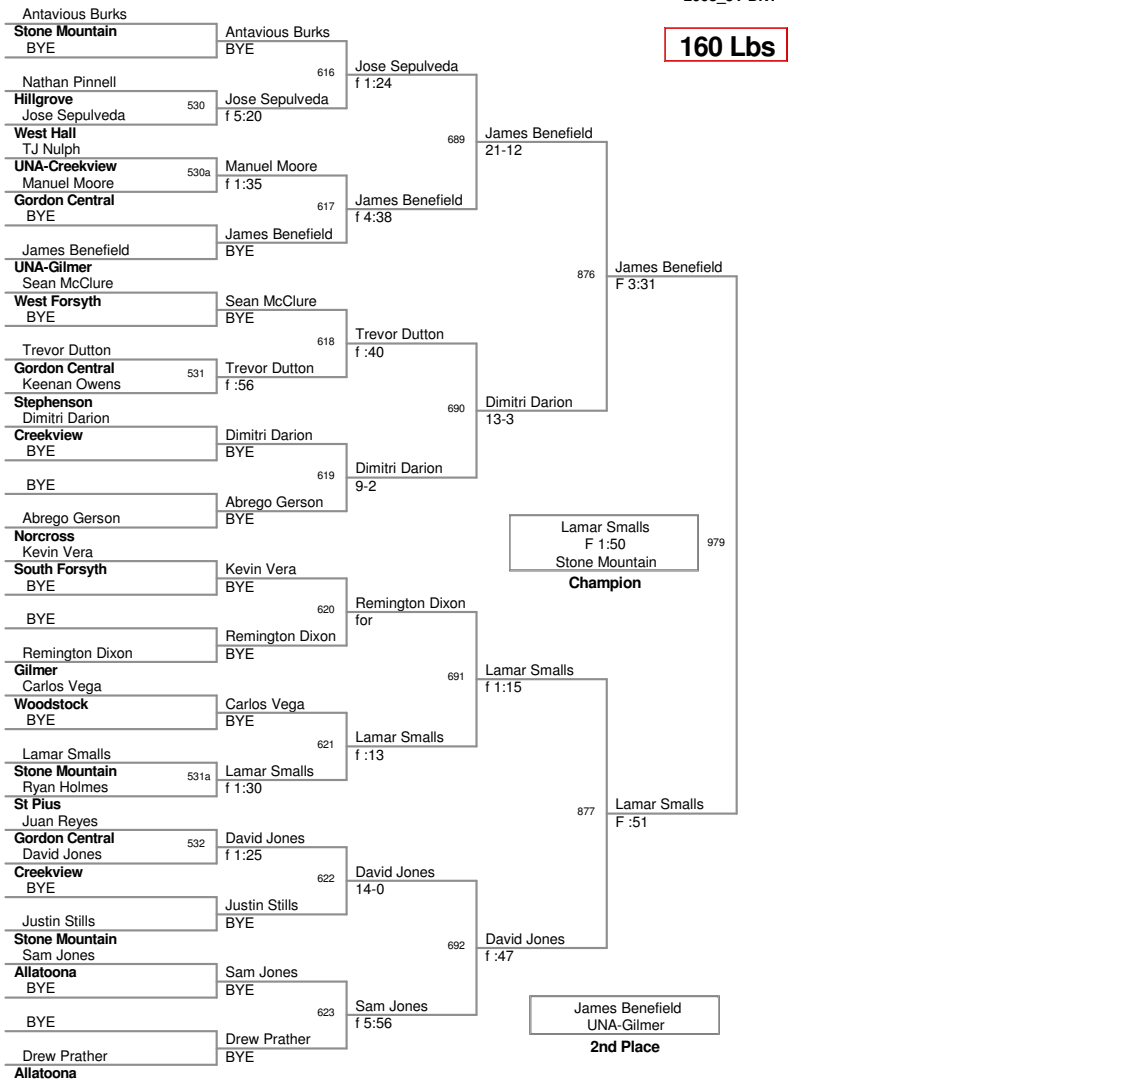 160 Lbs
Antavious Burks
Stone Mountain
BYE
Nathan Pinnell
Hillgrove
530
Jose Sepulveda
West Hall
TJ Nulph
UNA-Creekview
530a
Manuel Moore
Gordon Central
BYE
James Benefield
UNA-Gilmer
Sean McClure
West Forsyth
BYE
Trevor Dutton
Gordon Central
531
Keenan Owens
Stephenson
Dimitri Darion
Creekview
BYE
BYE
Abrego Gerson
Norcross
Kevin Vera
South Forsyth
BYE
BYE
Remington Dixon
Gilmer
Carlos Vega
Woodstock
BYE
Lamar Smalls
Stone Mountain
531a
Ryan Holmes
St Pius
Juan Reyes
Gordon Central
532
David Jones
Creekview
BYE
Justin Stills
Stone Mountain
Sam Jones
Allatoona
BYE
BYE
Drew Prather
Allatoona
Antavious Burks
BYE
616
Jose Sepulveda
f 5:20
Manuel Moore
f 1:35
617
James Benefield
BYE
Sean McClure
BYE
618
Trevor Dutton
f :56
Dimitri Darion
BYE
619
Abrego Gerson
BYE
Kevin Vera
BYE
620
Remington Dixon
BYE
Carlos Vega
BYE
621
Lamar Smalls
f 1:30
David Jones
f 1:25
622
Justin Stills
BYE
Sam Jones
BYE
623
Drew Prather
BYE
Jose Sepulveda
f 1:24
689
James Benefield
f 4:38
Trevor Dutton
f :40
690
Dimitri Darion
9-2
Remington Dixon
for
691
Lamar Smalls
f :13
David Jones
14-0
692
Sam Jones
f 5:56
James Benefield
21-12
876
Dimitri Darion
13-3
Lamar Smalls
f 1:15
877
David Jones
f :47
James Benefield
F 3:31
Lamar Smalls
F :51
Lamar Smalls
F 1:50
979
Stone Mountain
Champion
James Benefield
UNA-Gilmer
2nd Place